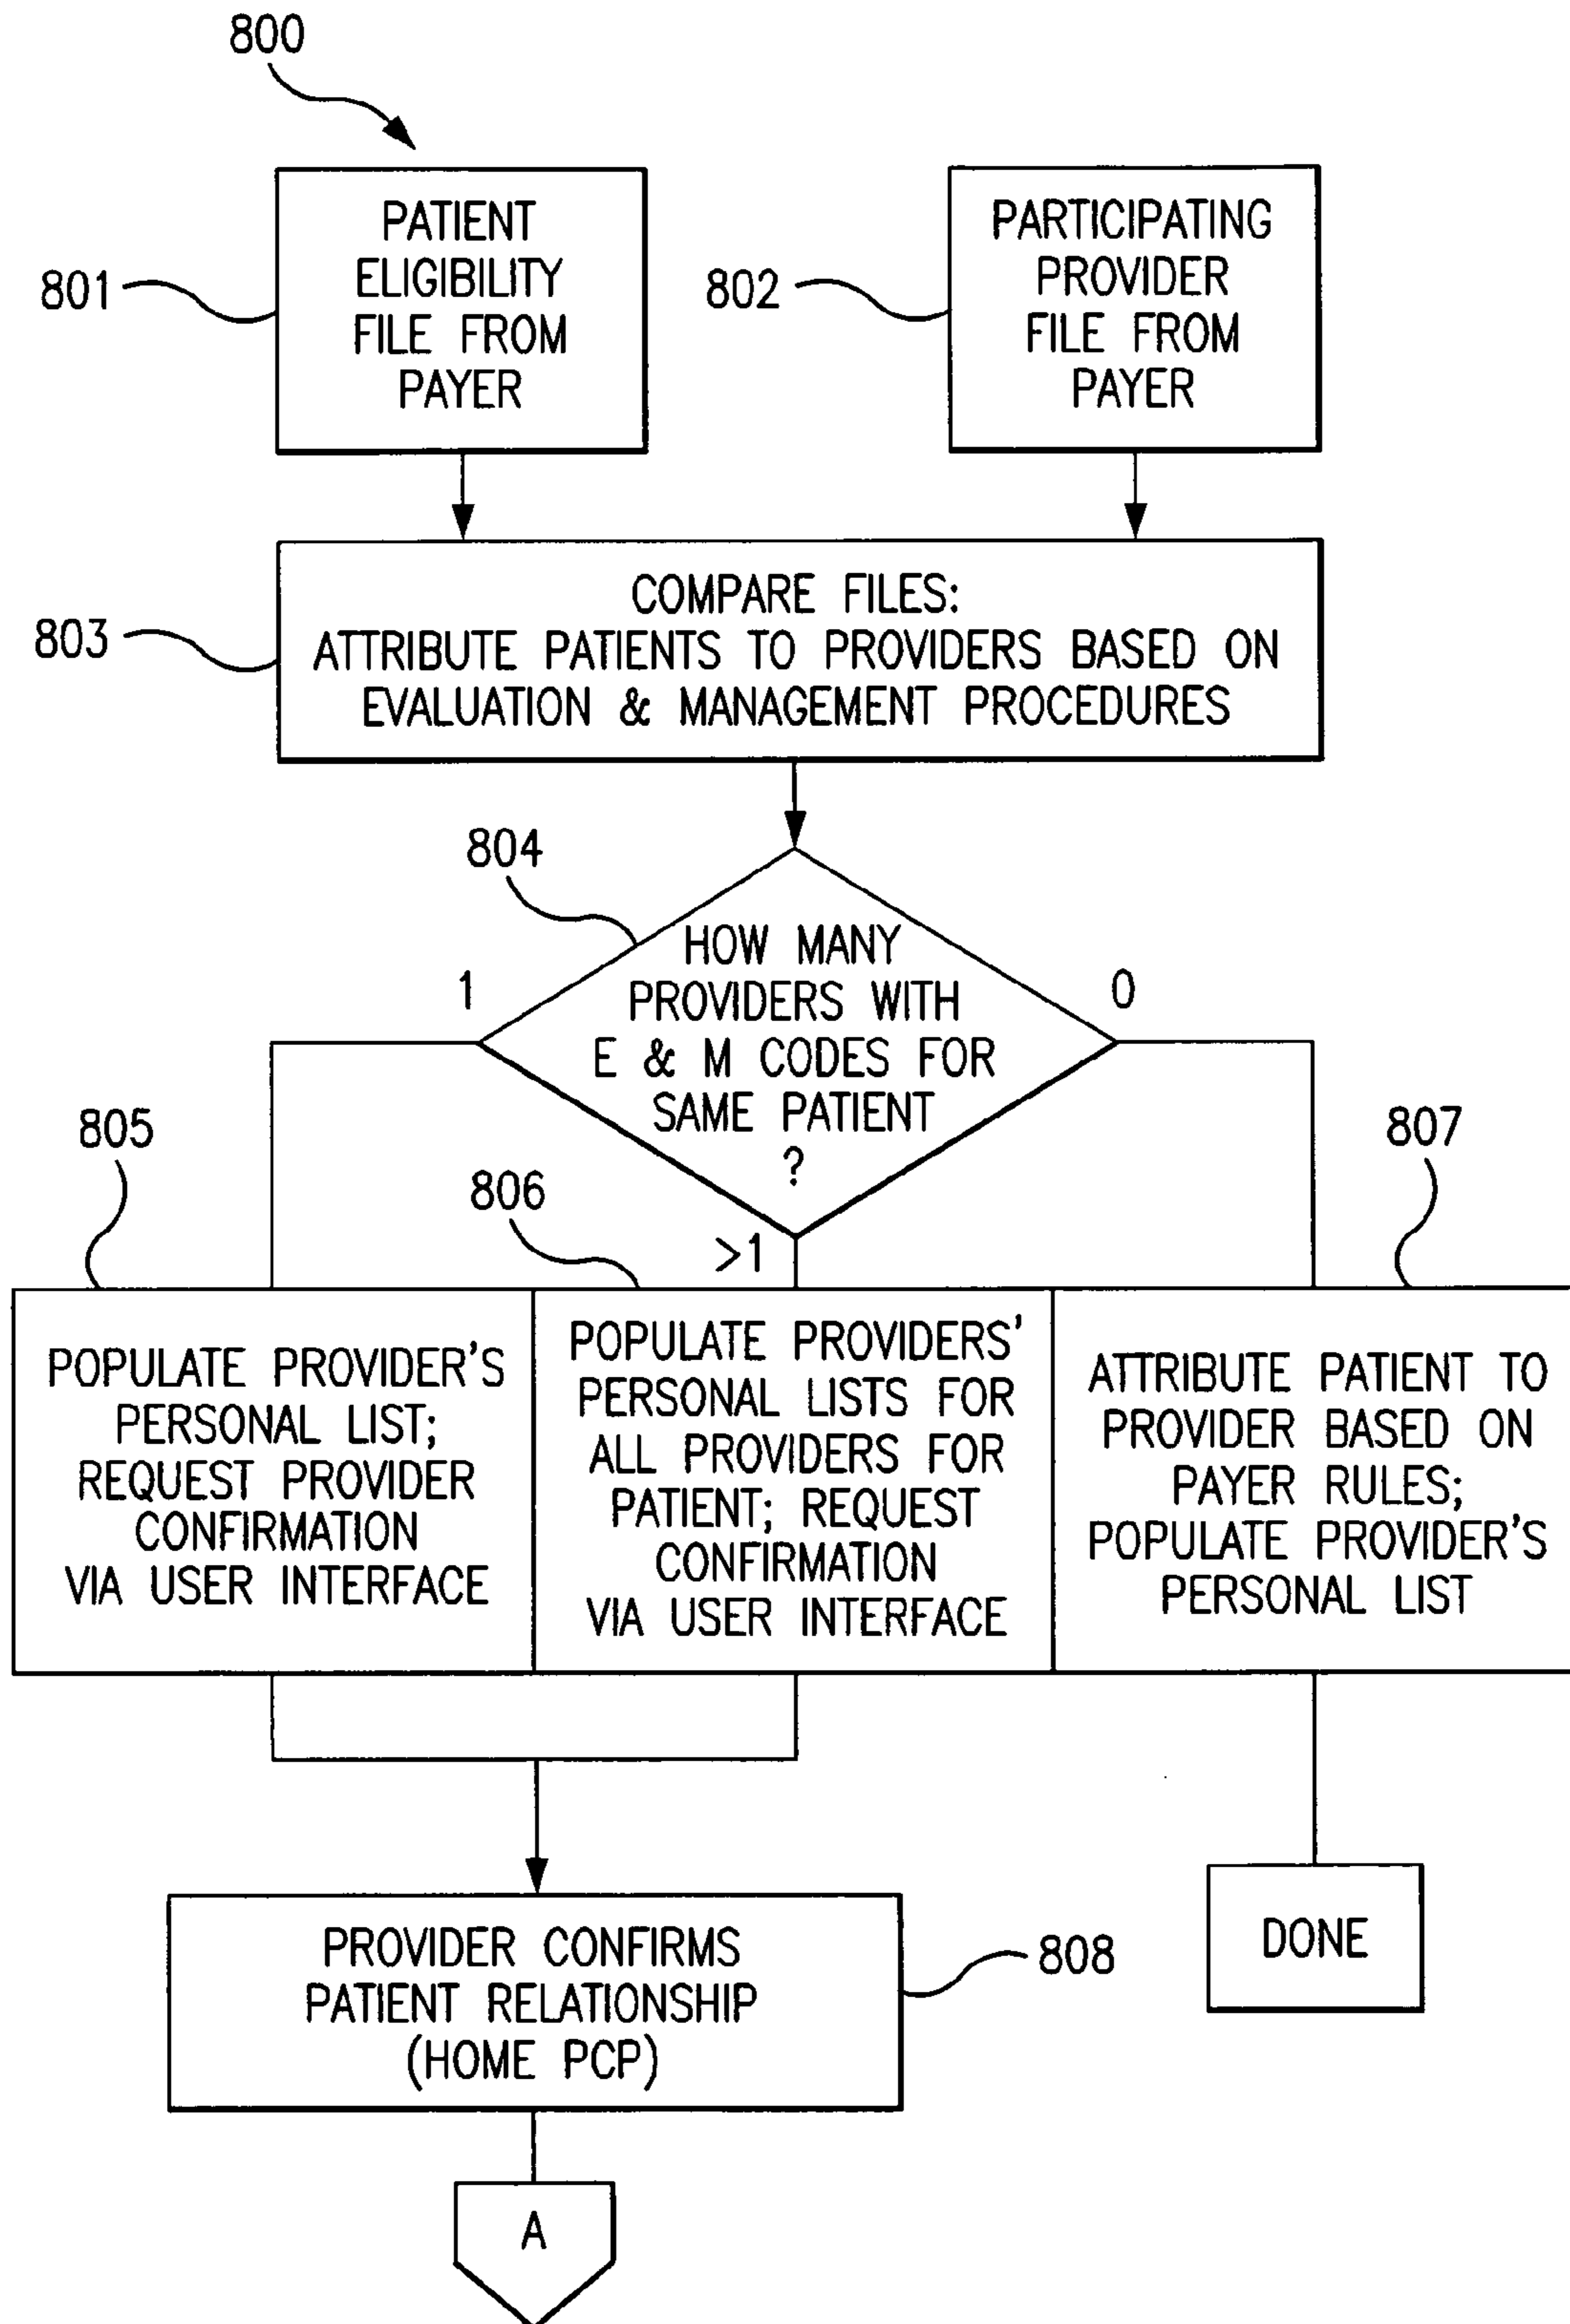 800
PATIENT
ELIGIBILITY
FILE FROM
PAYER
801
PARTICIPATING
PROVIDER
FILE FROM
PAYER
802
COMPARE FILES:
ATTRIBUTE PATIENTS TO PROVIDERS BASED ON
EVALUATION & MANAGEMENT PROCEDURES
803
804
HOW MANY
PROVIDERS WITH
E & M CODES FOR
SAME PATIENT
?
1
0
>1
805
806
807
POPULATE PROVIDER'S
PERSONAL LIST;
REQUEST PROVIDER
CONFIRMATION
VIA USER INTERFACE
POPULATE PROVIDERS'
PERSONAL LISTS FOR
ALL PROVIDERS FOR
PATIENT; REQUEST
CONFIRMATION
VIA USER INTERFACE
ATTRIBUTE PATIENT TO
PROVIDER BASED ON
PAYER RULES;
POPULATE PROVIDER'S
PERSONAL LIST
PROVIDER CONFIRMS
PATIENT RELATIONSHIP
(HOME PCP)
808
DONE
A